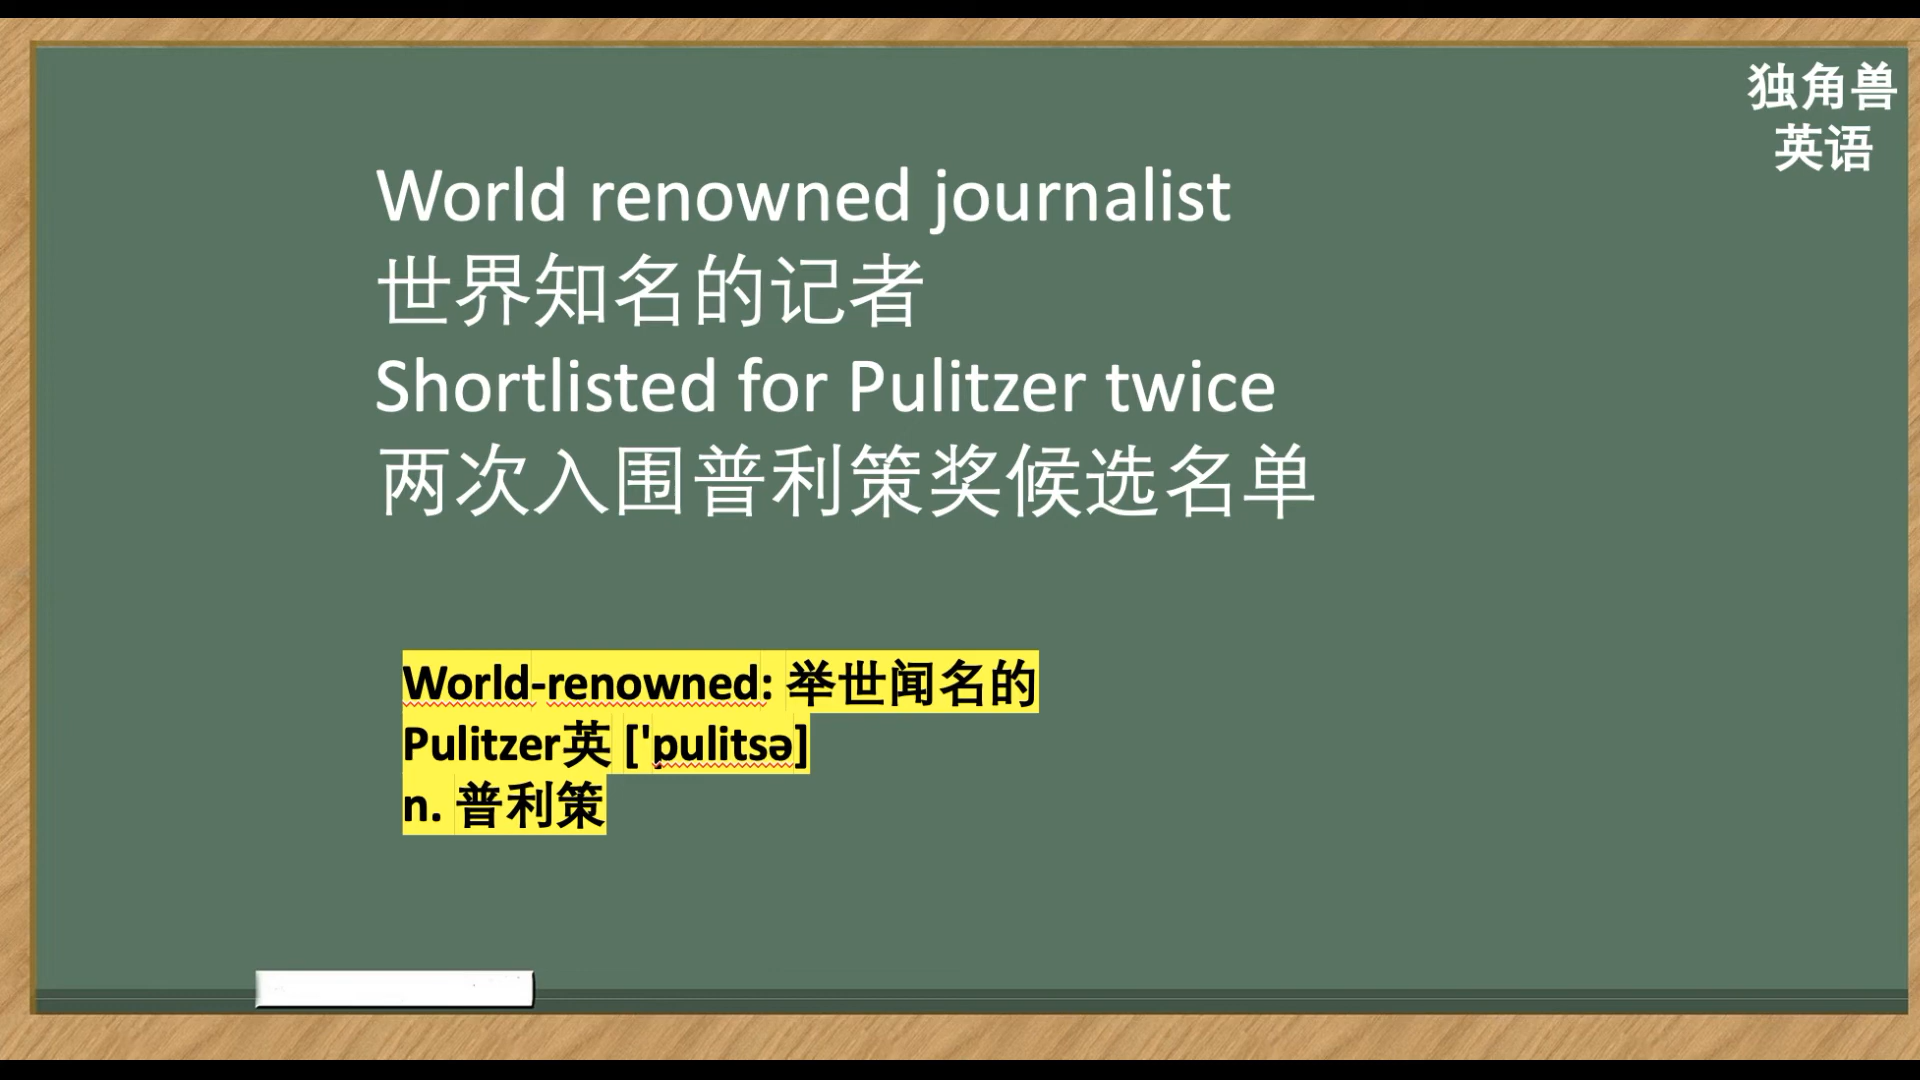 独角兽
英语
World renowned journalist
世界知名的记者
Shortlisted for Pulitzer twice
两次入围普利策奖候选名单
World-renowned: 举世闻名的
Pulitzer英 ['pulitsə]
n. 普利策